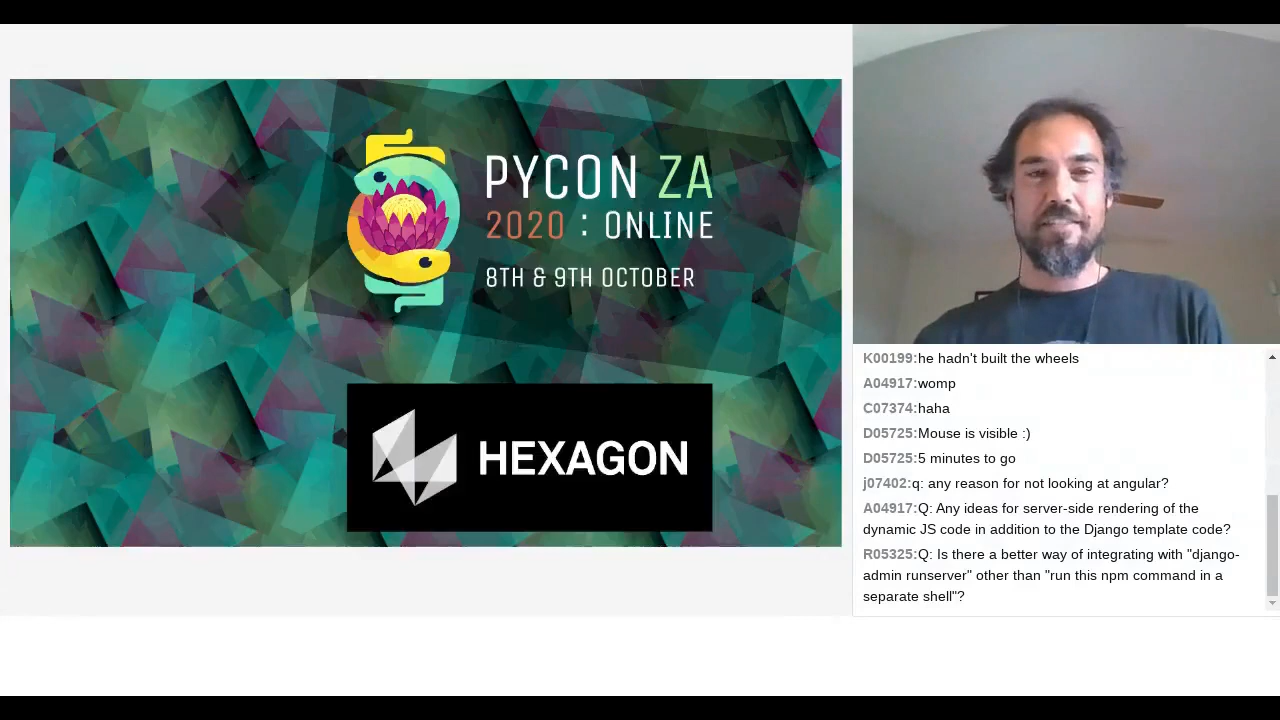 PYCON ZA
2020 : ONLINE
8TH & 9TH OCTOBER
HEXAGON
K00199:he hadn't built the wheels
A04917:womp
C07374:haha
D05725:Mouse is visible :)
D05725:5 minutes to go
j07402:q: any reason for not looking at angular?
A04917:Q: Any ideas for server-side rendering of the
dynamic JS code in addition to the Django template code?
R05325:Q: Is there a better way of integrating with "django-
admin runserver" other than "run this npm command in a
separate shell"?